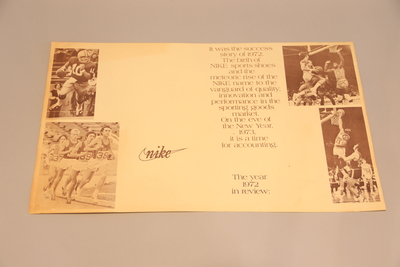 It was the success
story of 1972.
The birth of
NIKE sports shoes
and the
meteoric rise of the
NIKE name to the
vanguard of quality,
innovation and
performance in the
sporting goods
market.
On the eve of
the New Year,
1973,
it is a time
for accounting.
nike
The year
1972
in review: